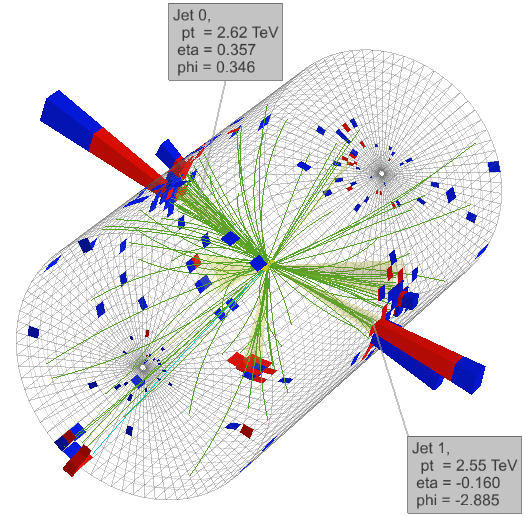 Jet 0,
pt = 2.62 TeV
eta = 0.357
phi = 0.346
Jet 1,
pt = 2.55 TeV
eta = -0.160
phi = -2.885